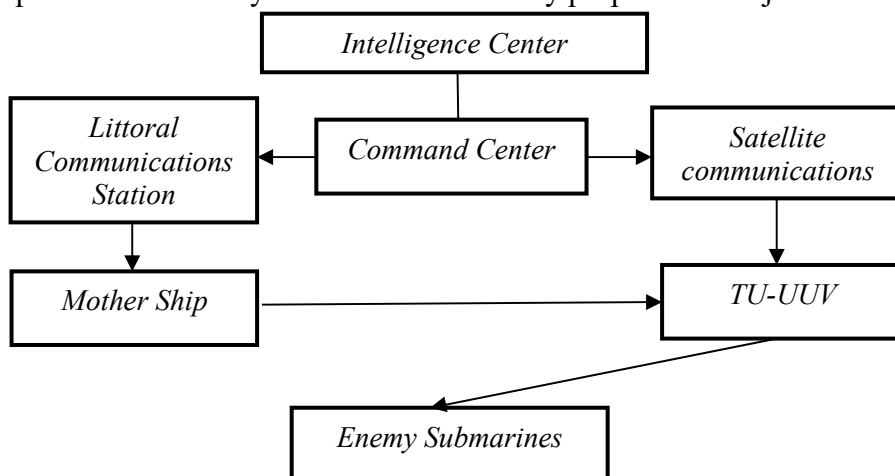 Intelligence Center
Littoral
Communications
Station
Command Center
Satellite
communications
Mother Ship
TU-UUV
Enemy Submarines